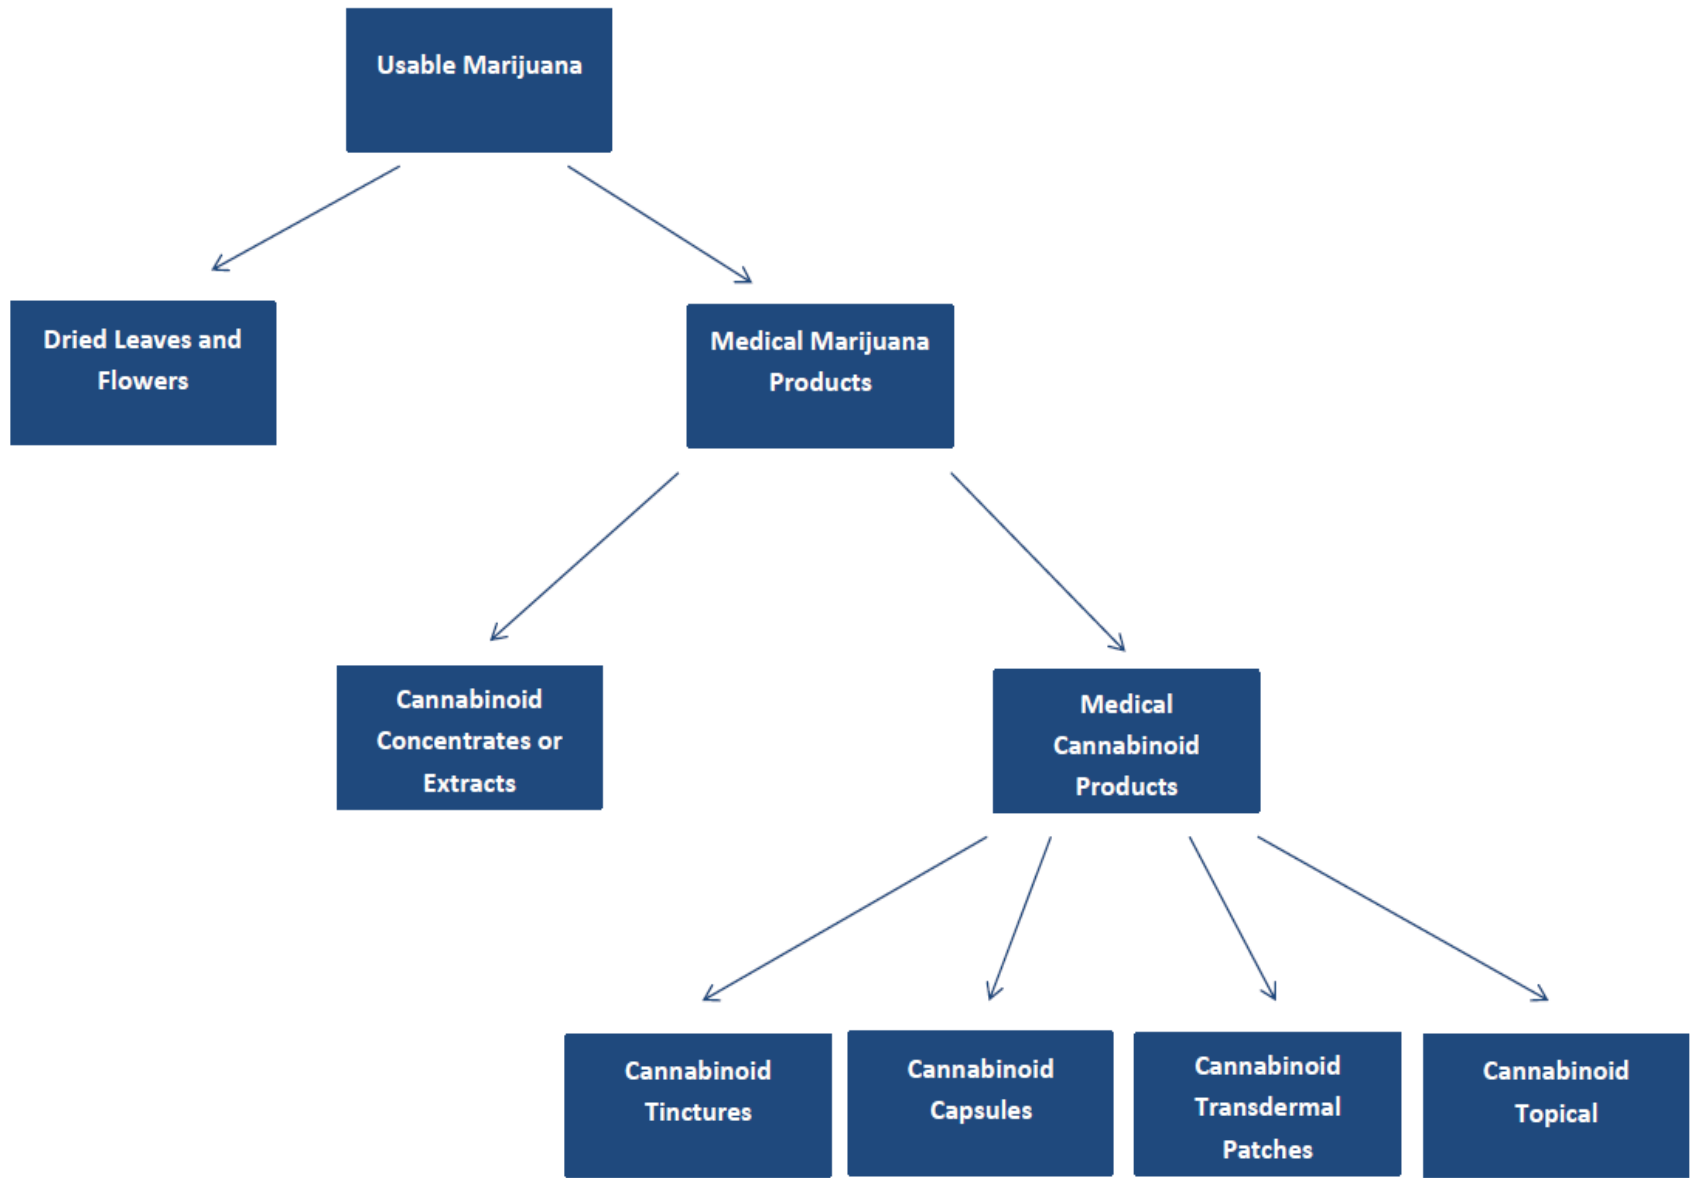 Usable Marijuana
Dried Leaves and
Flowers
Medical Marijuana
Products
Cannabinoid
Concentrates or
Extracts
Medical
Cannabinoid
Products
Cannabinoid
Tinctures
Cannabinoid
Capsules
Cannabinoid
Transdermal
Patches
Cannabinoid
Topical